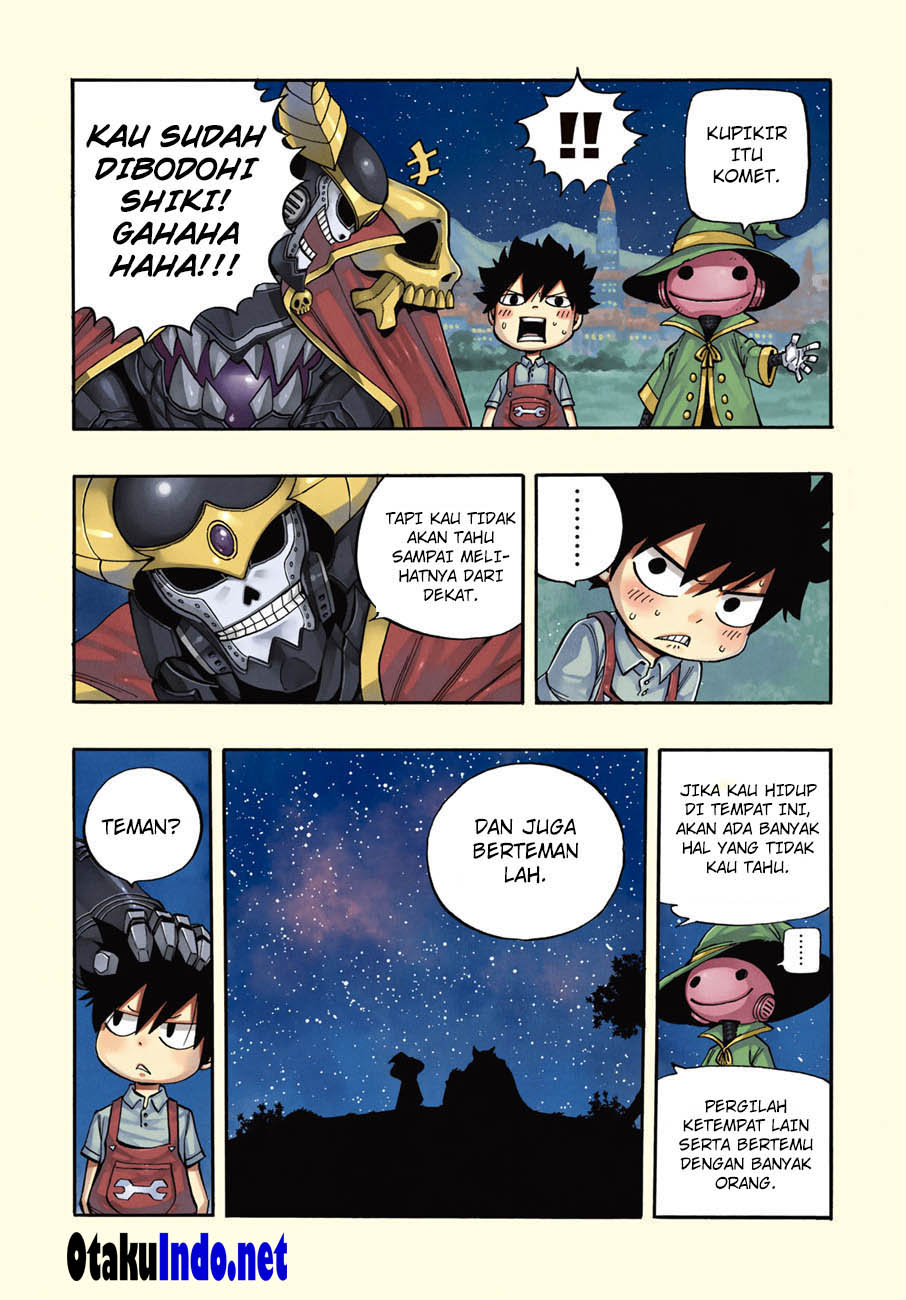 KUPIKIR
ITU
KOMET.
!!
KAU SUDAH
DIBODOHI
SHIKI!
GAHAHA
HAHA!!!
........
TAPI KAU TIDAK
AKAN TAHU
SAMPAI MELI-
HATNYA DARI
DEKAT.
JIKA KAU HIDUP
DI TEMPAT INI,
AKAN ADA BANYAK
HAL YANG TIDAK
KAU TAHU.
.....
PERGILAH
KETEMPAT LAIN
SERTA BERTEMU
DENGAN BANYAK
ORANG.
DAN JUGA
BERTEMAN
LAH.
TEMAN?
OtakuIndo.net